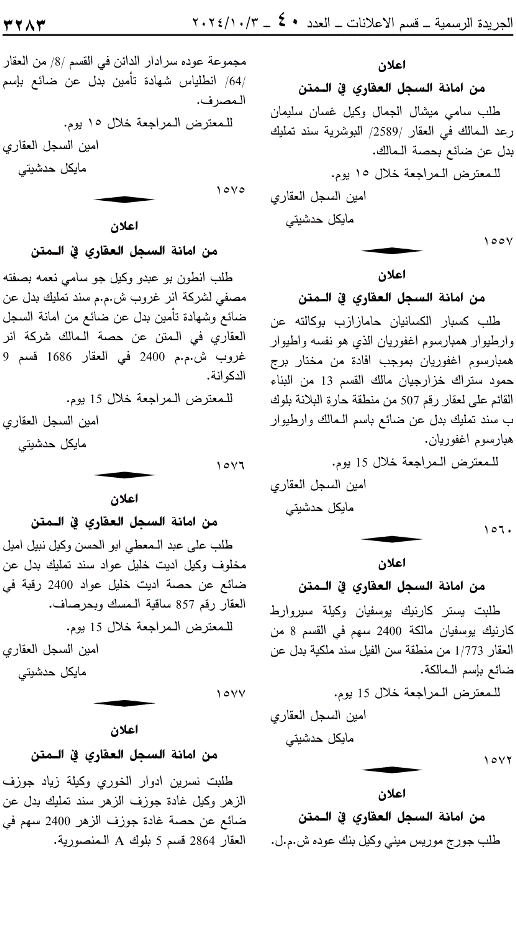 الجريدة الرسمية – قسم الاعلانات – العدد ٤٠ – ٢٠٢٤/١٠/٣
٣٢٨٣
اعلان
من امانة السجل العقاري في المتن
طلب سامي ميشال الجمال وكيل غسان سليمان
رعد المالك في العقار /2589/ البوشرية سند تمليك
بدل عن ضائع بحصة المالك.
للمعترض المراجعة خلال ١٥ يوم.
امين السجل العقاري
مايكل حدشيتي
١٥٥٧
اعلان
من امانة السجل العقاري في المتن
طلب كسبار الكسانيان حامازازب بوكالته عن
وارطيوار همبارسوم اغفوريان الذي هو نفسه واطيوار
همبارسوم اغفوريان بموجب افادة من مختار برج
حمود ستراك خزارجيان مالك القسم 13 من البناء
القائم على لعقار رقم 507 من منطقة حارة البلانة بلوك
ب سند تمليك بدل عن ضائع باسم المالك وارطيوار
هبارسوم اغفوريان.
للمعترض المراجعة خلال 15 يوم.
امين السجل العقاري
مايكل حدشيتي
١٥٦٠
اعلان
من امانة السجل العقاري في المتن
طلبت يستر كارنيك يوسفيان وكيلة سيروارط
كارنيك يوسفيان مالكة 2400 سهم في القسم 8 من
العقار 1/773 من منطقة سن الفيل سند ملكية بدل عن
ضائع بإسم المالكة.
للمعترض المراجعة خلال 15 يوم.
امين السجل العقاري
مايكل حدشيتي
١٥٧٢
اعلان
من امانة السجل العقاري في المتن
طلب جورج موريس ميني وكيل بنك عوده ش.م.ل.
مجموعة عوده سرادار الدائن في القسم /8/ من العقار
/64/ انطلياس شهادة تأمين بدل عن ضائع بإسم
المصرف.
للمعترض المراجعة خلال ١٥ يوم.
امين السجل العقاري
مايكل حدشيتي
١٥٧٥
اعلان
من امانة السجل العقاري في المتن
طلب انطون بو عبدو وكيل جو سامي نعمه بصفته
مصفي لشركة انر غروب ش.م.م سند تمليك بدل عن
ضائع وشهادة تأمين بدل عن ضائع من امانة السجل
العقاري في المتن عن حصة المالك شركة انر
غروب ش.م.م 2400 في العقار 1686 قسم 9
الدكوانة.
للمعترض المراجعة خلال 15 يوم.
امين السجل العقاري
مايكل حدشيتي
١٥٧٦
اعلان
من امانة السجل العقاري في المتن
طلب على عبد المعطي ابو الحسن وكيل نبيل اميل
مخلوف وكيل اديت خليل عواد سند تمليك بدل عن
ضائع عن حصة اديت خليل عواد 2400 رقبة في
العقار رقم 857 ساقية المسك وبحرصاف.
للمعترض المراجعة خلال 15 يوم.
امين السجل العقاري
مايكل حدشيتي
١٥٧٧
اعلان
من امانة السجل العقاري في المتن
طلبت نسرين ادوار الخوري وكيلة زياد جوزف
الزهر وكيل غادة جوزف الزهر سند تمليك بدل عن
ضائع عن حصة غادة جوزف الزهر 2400 سهم في
العقار 2864 قسم 5 بلوك A المنصورية.